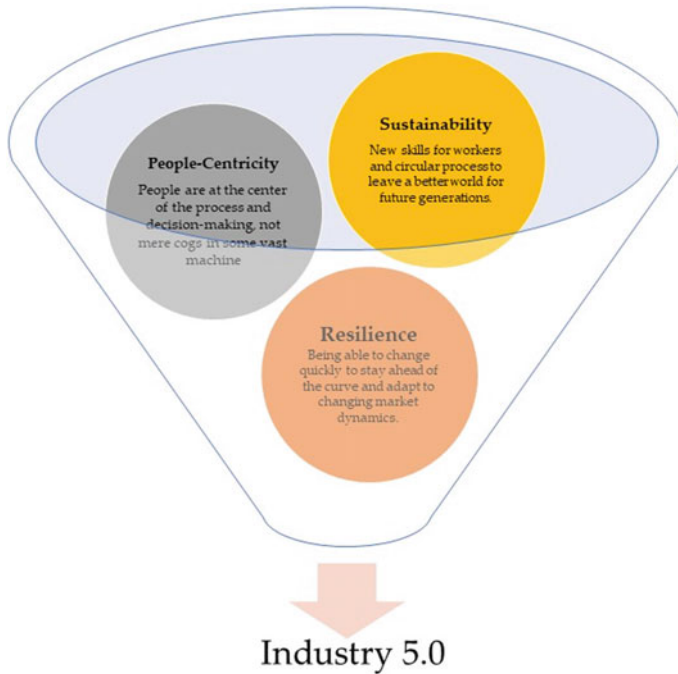 Sustainability
New skills for workers
and circular process to
leave a better world for
future generations.
People-Centricity
People are at the center
of the process and
decision-making, not
mere cogs in some vast
machine
Resilience
Being able to change
quickly to stay ahead of
the curve and adapt to
changing market
dynamics.
Industry 5.0